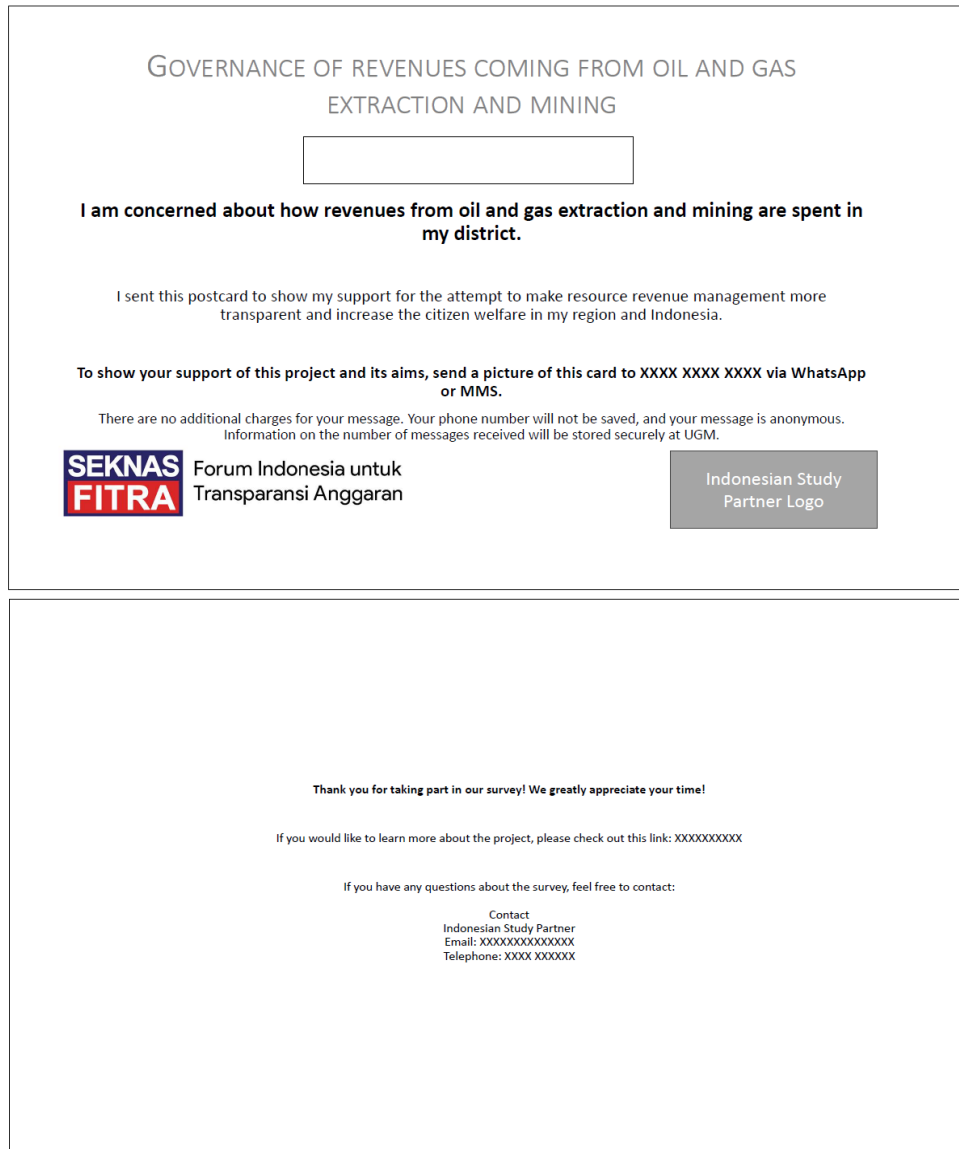 GOVERNANCE OF REVENUES COMING FROM OIL AND GAS
EXTRACTION AND MINING
I am concerned about how revenues from oil and gas extraction and mining are spent in
my district.
I sent this postcard to show my support for the attempt to make resource revenue management more
transparent and increase the citizen welfare in my region and Indonesia.
To show your support of this project and its aims, send a picture of this card to XXXX XXXX XXXX via WhatsApp
or MMS.
There are no additional charges for your message. Your phone number will not be saved, and your message is anonymous.
Information on the number of messages received will be stored securely at UGM.
SEKNAS
FITRA
Forum Indonesia untuk
Transparansi Anggaran
Indonesian Study
Partner Logo
Thank you for taking part in our survey! We greatly appreciate your time!
If you would like to learn more about the project, please check out this link: XXXXXXXXXX
If you have any questions about the survey, feel free to contact:
Contact
Indonesian Study Partner
Email: XXXXXXXXXXXXXX
Telephone: XXXX XXXXXX